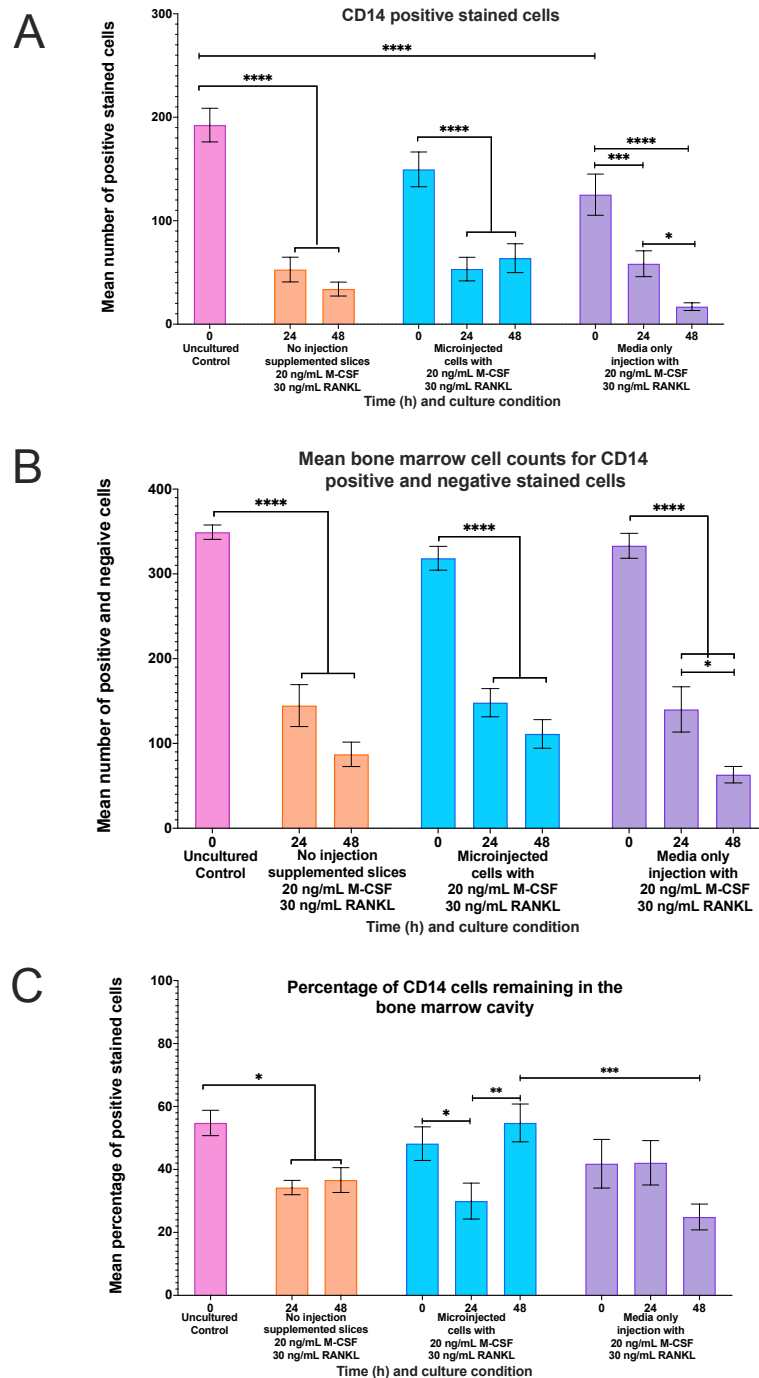 A
CD14 positive stained cells
Mean number of positive stained cells
300
200
100
0
****
****
****
****
***
*
0 24 48 0 24 48 0 24 48
Uncultured
Control
No injection
supplemented slices
20 ng/mL M-CSF
30 ng/mL RANKL
Microinjected
cells with
20 ng/mL M-CSF
30 ng/mL RANKL
Media only
injection with
20 ng/mL M-CSF
30 ng/mL RANKL
Time (h) and culture condition
B
Mean bone marrow cell counts for CD14
positive and negative stained cells
Mean number of positive and negaive cells
400
300
200
100
0
****
****
****
*
0 24 48 0 24 48 0 24 48
Uncultured
Control
No injection
supplemented slices
20 ng/mL M-CSF
30 ng/mL RANKL
Microinjected
cells with
20 ng/mL M-CSF
30 ng/mL RANKL
Media only
injection with
20 ng/mL M-CSF
30 ng/mL RANKL
Time (h) and culture condition
C
Percentage of CD14 cells remaining in the
bone marrow cavity
Mean percentage of positive stained cells
100
80
60
40
20
0
*
*
**
***
0 24 48 0 24 48 0 24 48
Uncultured
Control
No injection
supplemented slices
20 ng/mL M-CSF
30 ng/mL RANKL
Microinjected
cells with
20 ng/mL M-CSF
30 ng/mL RANKL
Media only
injection with
20 ng/mL M-CSF
30 ng/mL RANKL
Time (h) and culture condition